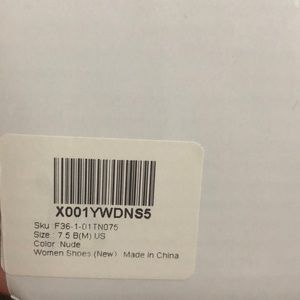 X001YWDNS5
Sku :F36-1-01TN075
Size : 7.5 B(M) US
Color :Nude
Women Shoes (New) Made in China